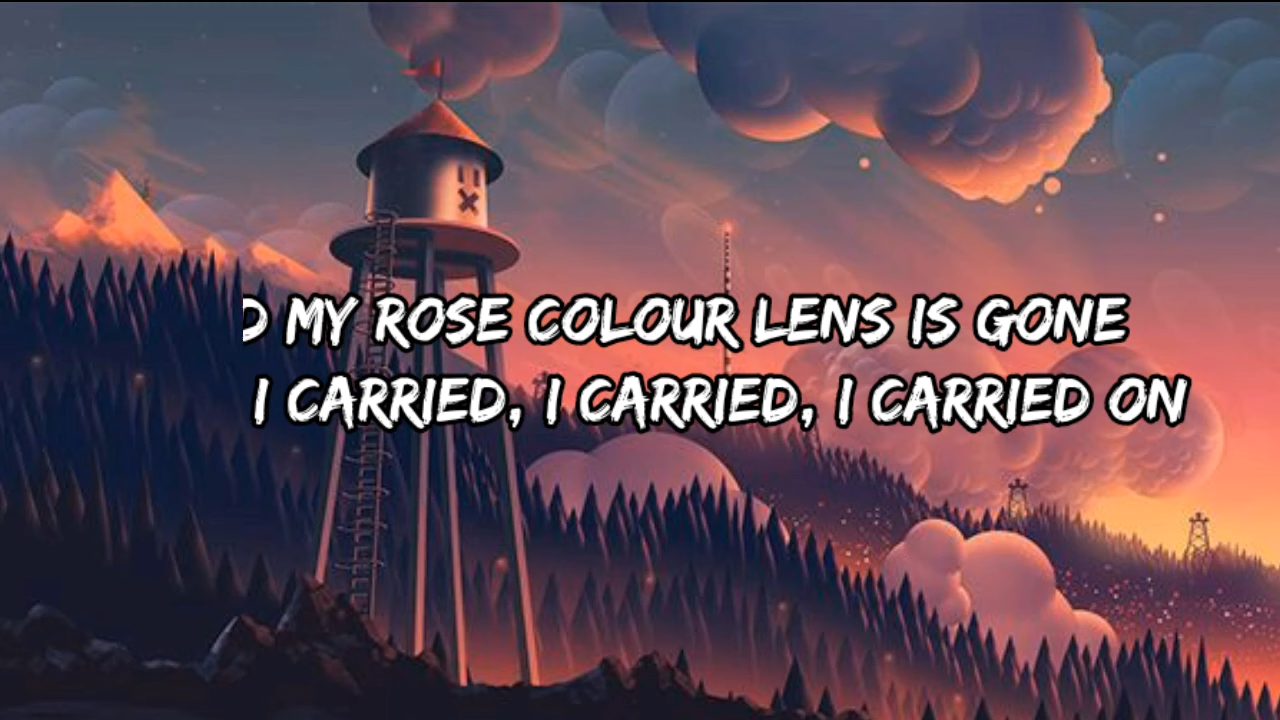 MY ROSE COLOUR LENS IS GONE
I CARRIED, I CARRIED, I CARRIED ON